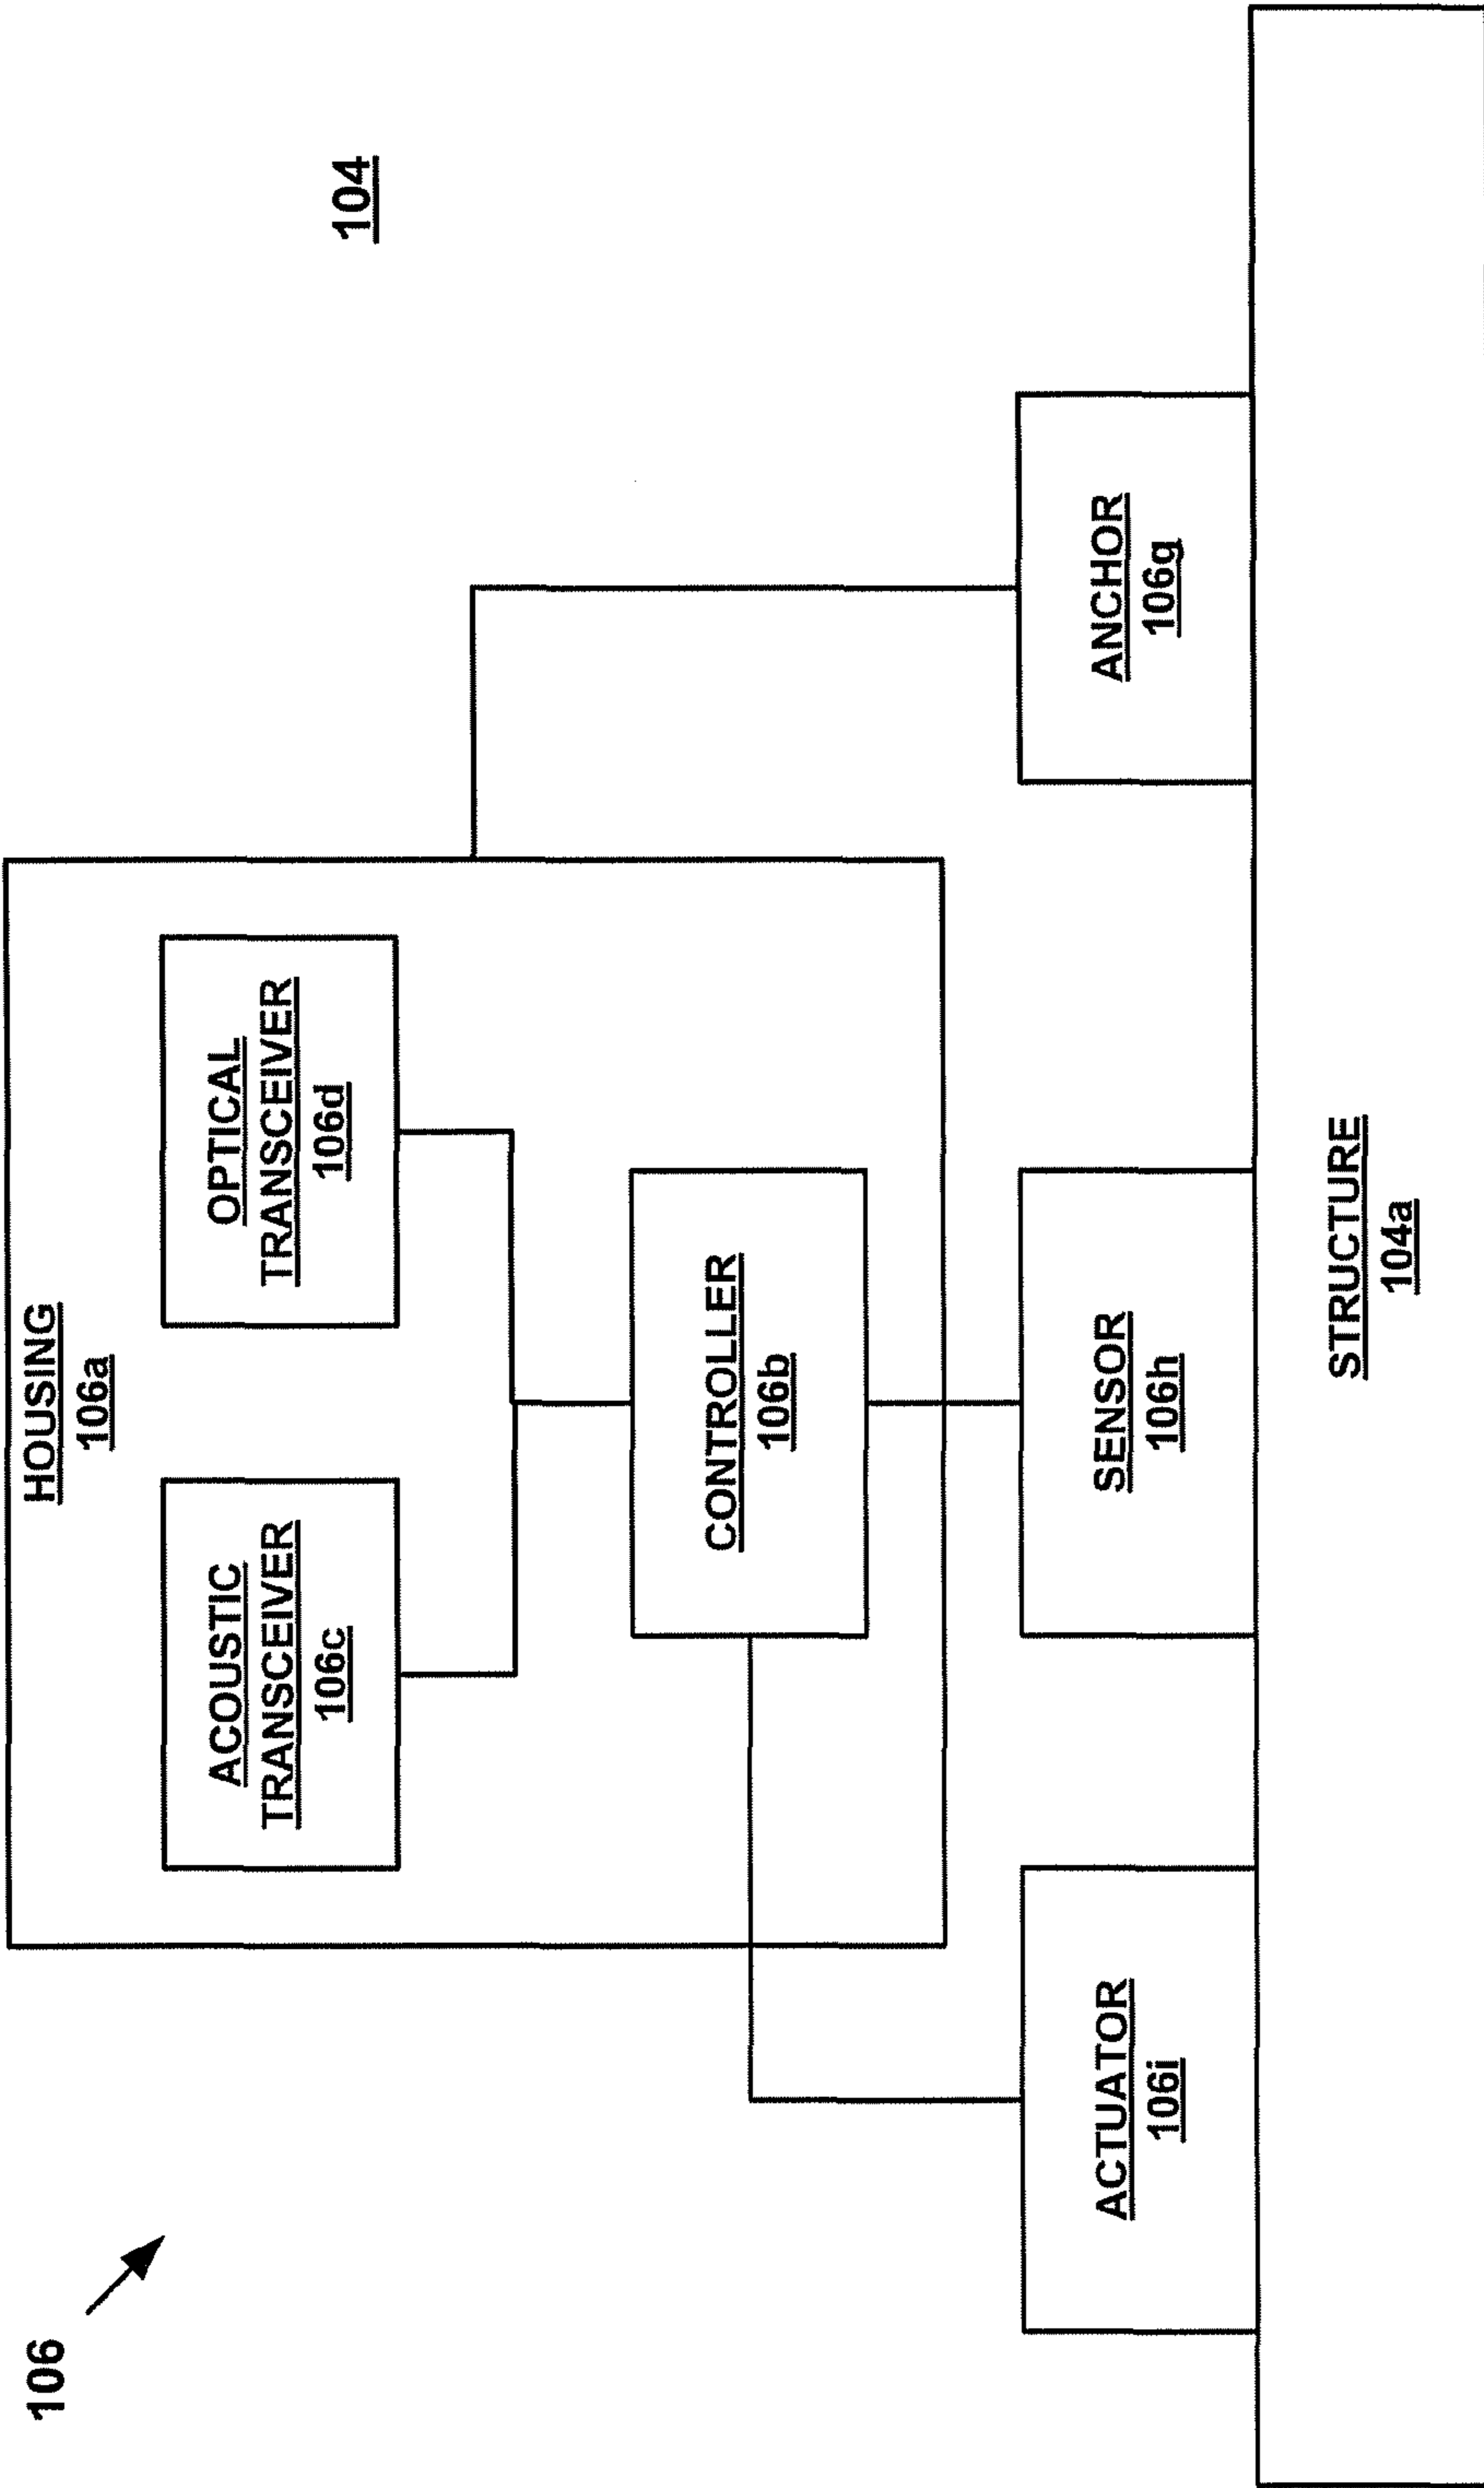 106
HOUSING
106a
104
ACOUSTIC
TRANSCEIVER
106c
OPTICAL
TRANSCEIVER
106d
CONTROLLER
106b
ACTUATOR
106i
SENSOR
106h
ANCHOR
106g
STRUCTURE
104a